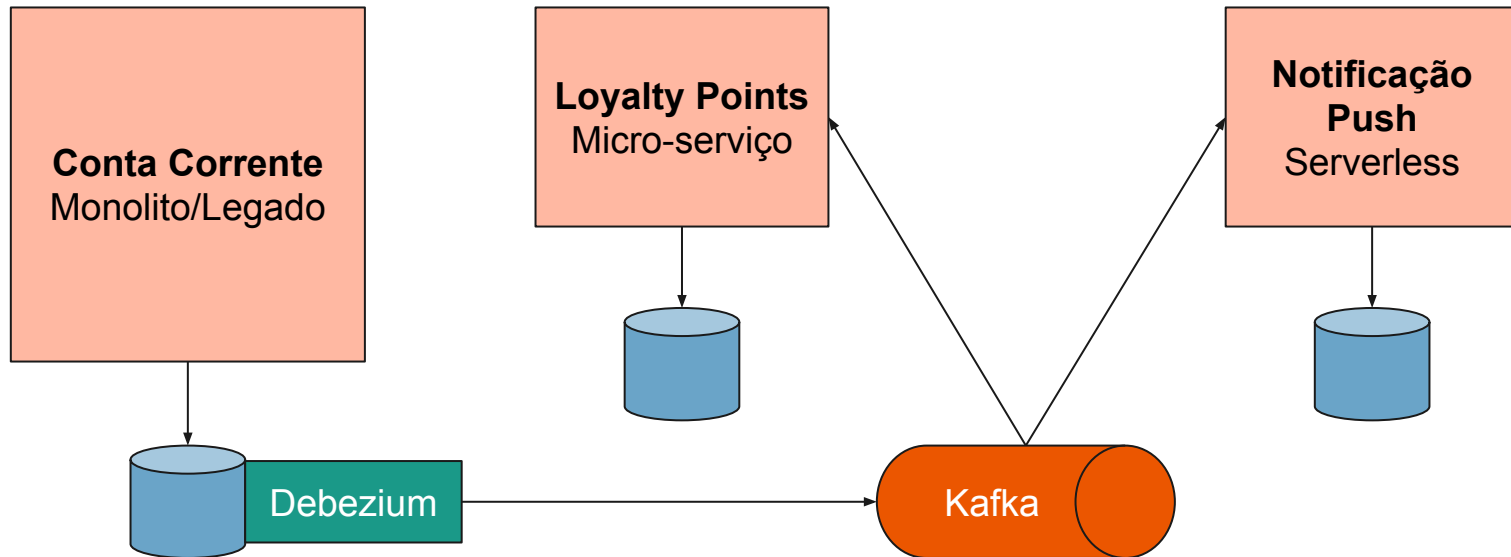 Conta Corrente
Monolito/Legado
Loyalty Points
Micro-serviço
Notificação
Push
Serverless
Debezium
Kafka